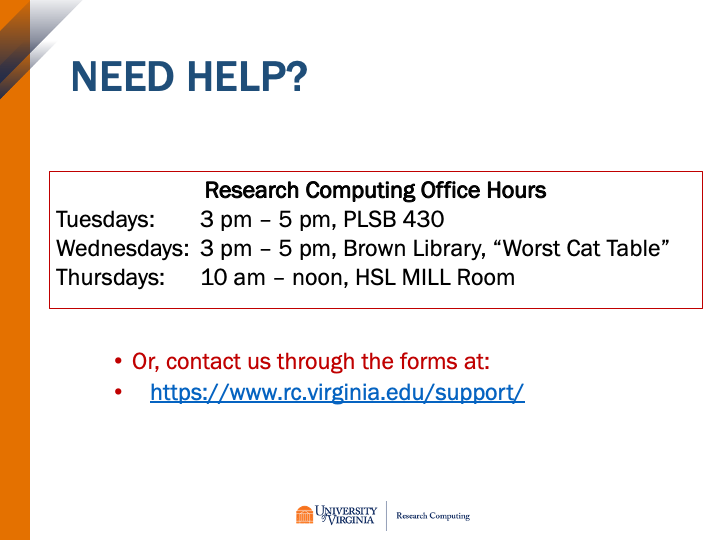 NEED HELP?
Research Computing Office Hours
Tuesdays: 3 pm – 5 pm, PLSB 430
Wednesdays: 3 pm – 5 pm, Brown Library, “Worst Cat Table”
Thursdays: 10 am – noon, HSL MILL Room
• Or, contact us through the forms at:
• https://www.rc.virginia.edu/support/
UNIVERSITY
of VIRGINIA
Research Computing